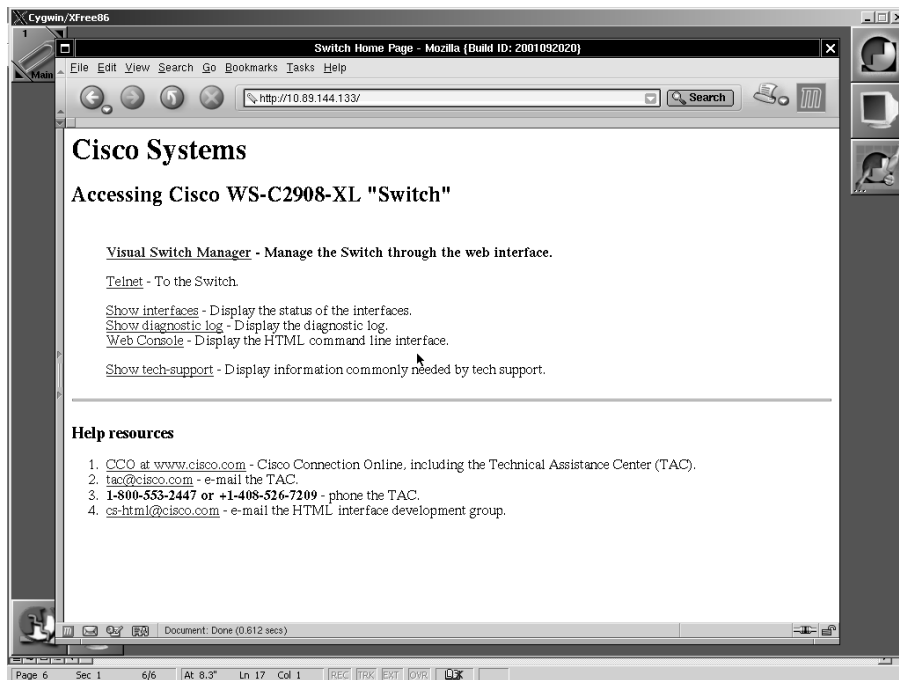 Cygwin/XFree86
1
Main
Switch Home Page - Mozilla {Build ID: 2001092020}
File Edit View Search Go Bookmarks Tasks Help
http://10.89.144.133/
Search
Cisco Systems
Accessing Cisco WS-C2908-XL "Switch"
Visual Switch Manager - Manage the Switch through the web interface.
Telnet - To the Switch.
Show interfaces - Display the status of the interfaces.
Show diagnostic log - Display the diagnostic log.
Web Console - Display the HTML command line interface.
Show tech-support - Display information commonly needed by tech support.
Help resources
1. CCO at www.cisco.com - Cisco Connection Online, including the Technical Assistance Center (TAC).
2. tac@cisco.com - e-mail the TAC.
3. 1-800-553-2447 or +1-408-526-7209 - phone the TAC.
4. cs-html@cisco.com - e-mail the HTML interface development group.
Document: Done (0.612 secs)
Page 6 Sec 1 6/6 At 8.3" Ln 17 Col 1 REC TRK EXT OVR